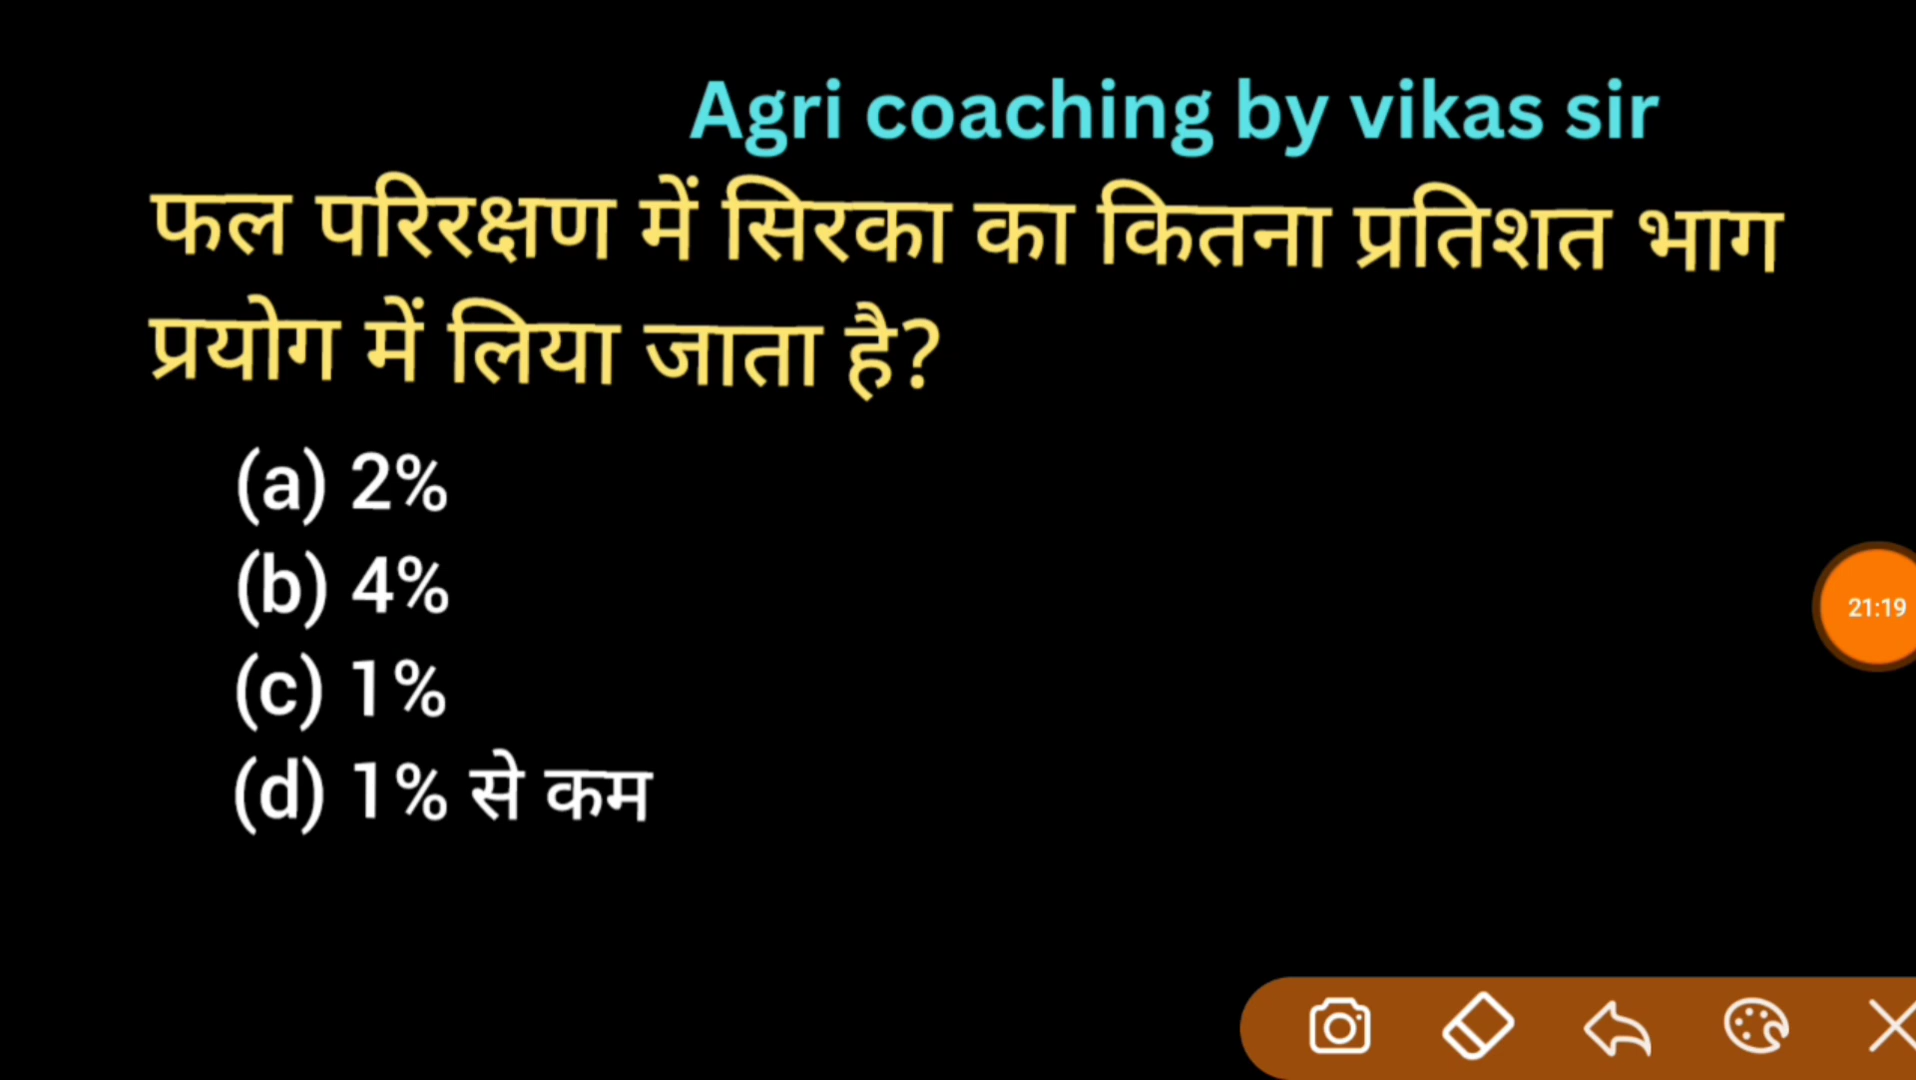 Agri coaching by vikas sir
फल परिरक्षण में सिरका का कितना प्रतिशत भाग
प्रयोग में लिया जाता है?
(a) 2%
(b) 4%
(c) 1%
(d) 1% से कम
21:19